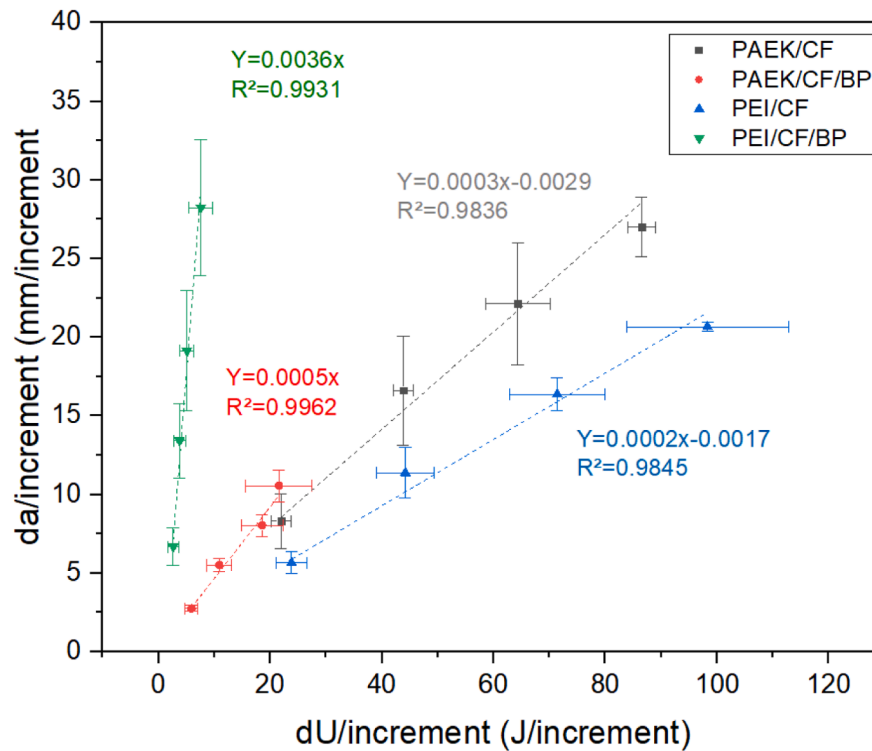 40
35
30
25
20
15
10
5
0
da/increment (mm/increment)
Y=0.0036x
R²=0.9931
Y=0.0003x-0.0029
R²=0.9836
Y=0.0005x
R²=0.9962
Y=0.0002x-0.0017
R²=0.9845
PAEK/CF
PAEK/CF/BP
PEI/CF
PEI/CF/BP
0 20 40 60 80 100 120
dU/increment (J/increment)